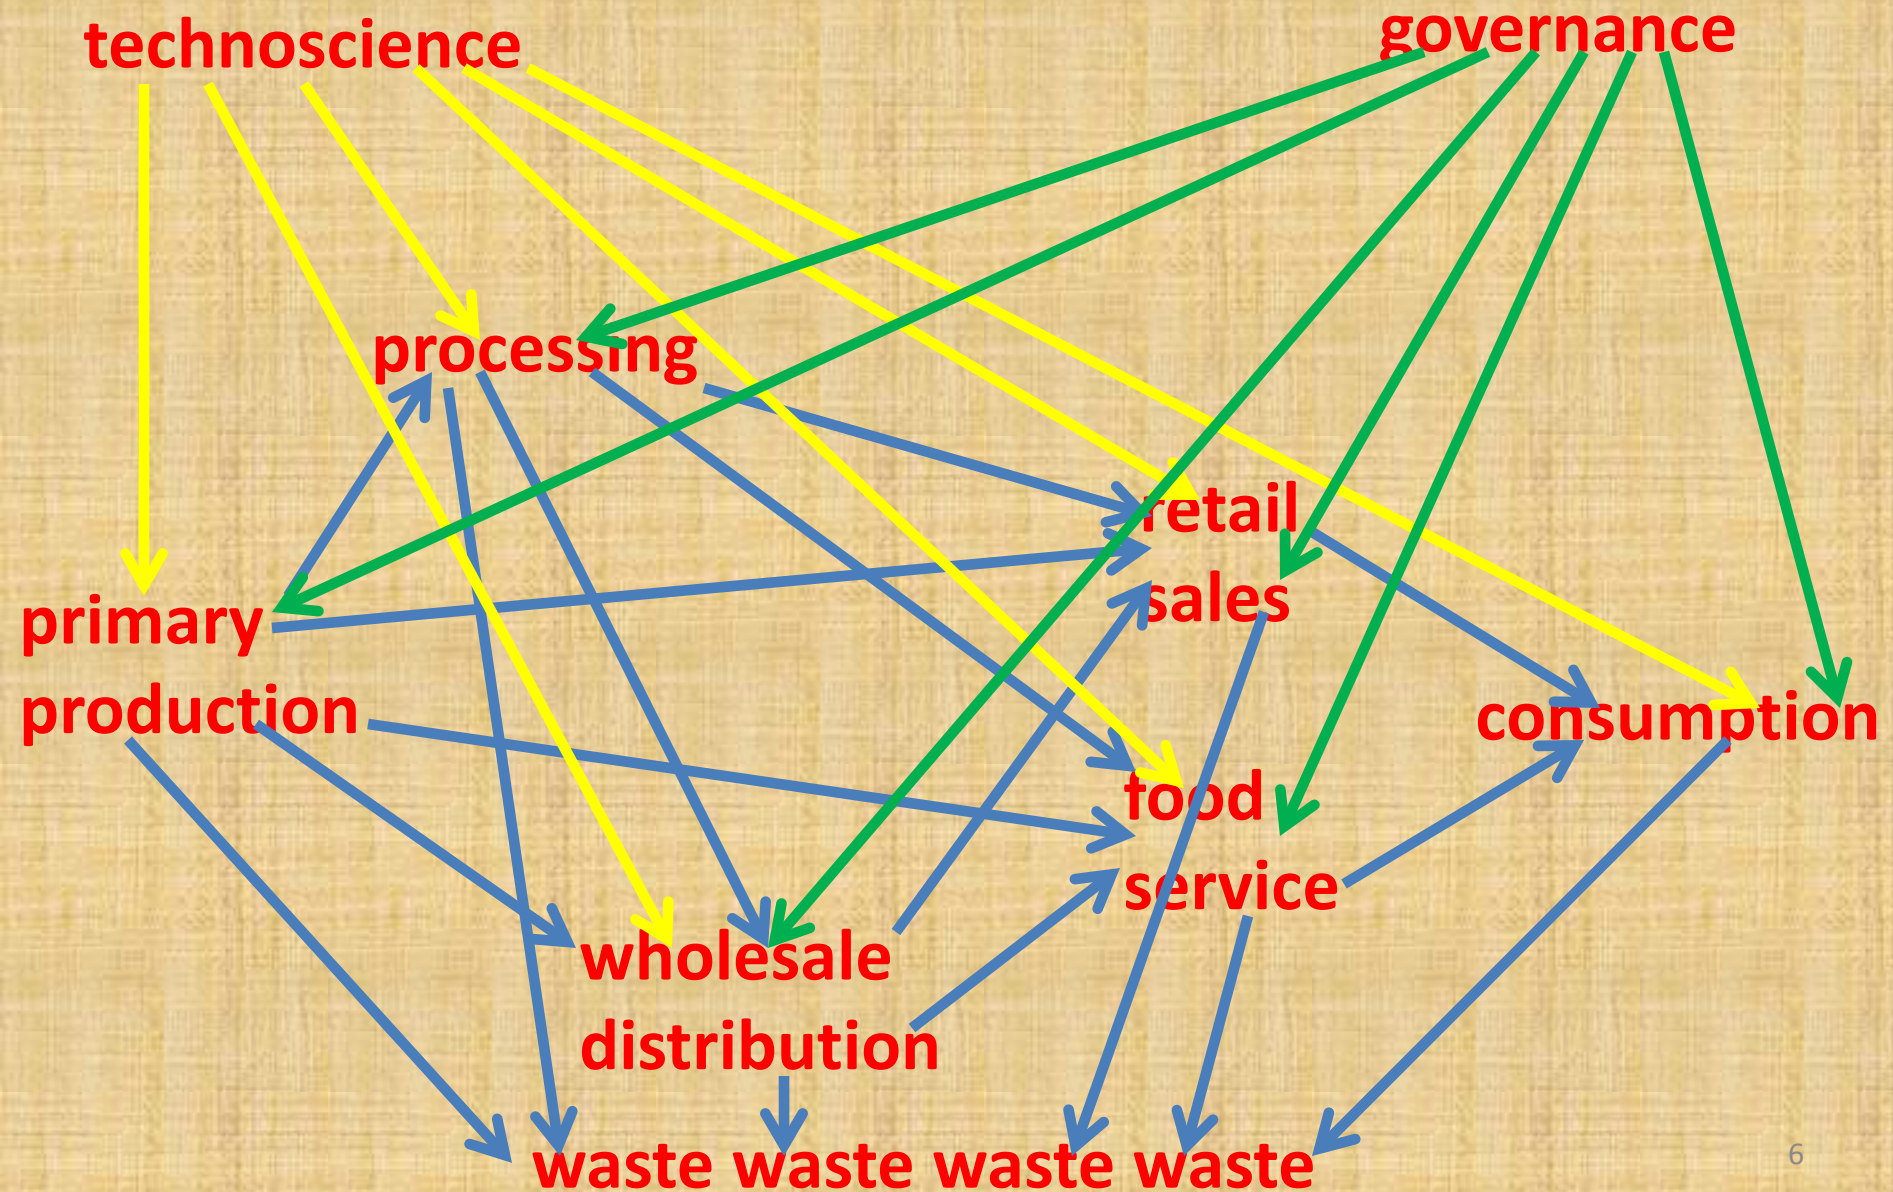 technoscience
governance
processing
retail
sales
primary
production
consumption
food
service
wholesale
distribution
waste waste waste waste
6